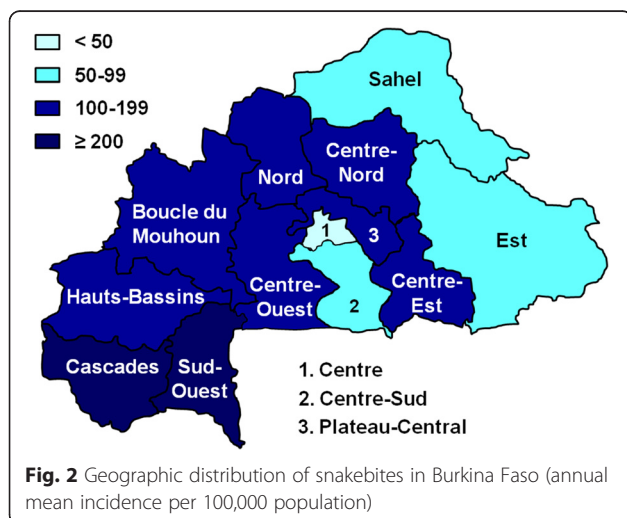 < 50
50-99
100-199
≥ 200
Sahel
Centre-
Nord
Nord
Boucle du
Mouhoun
1
3
Est
Hauts-Bassins
Centre-
Ouest
2
Centre-
Est
Cascades
Sud-
Ouest
1. Centre
2. Centre-Sud
3. Plateau-Central
Fig. 2 Geographic distribution of snakebites in Burkina Faso (annual
mean incidence per 100,000 population)